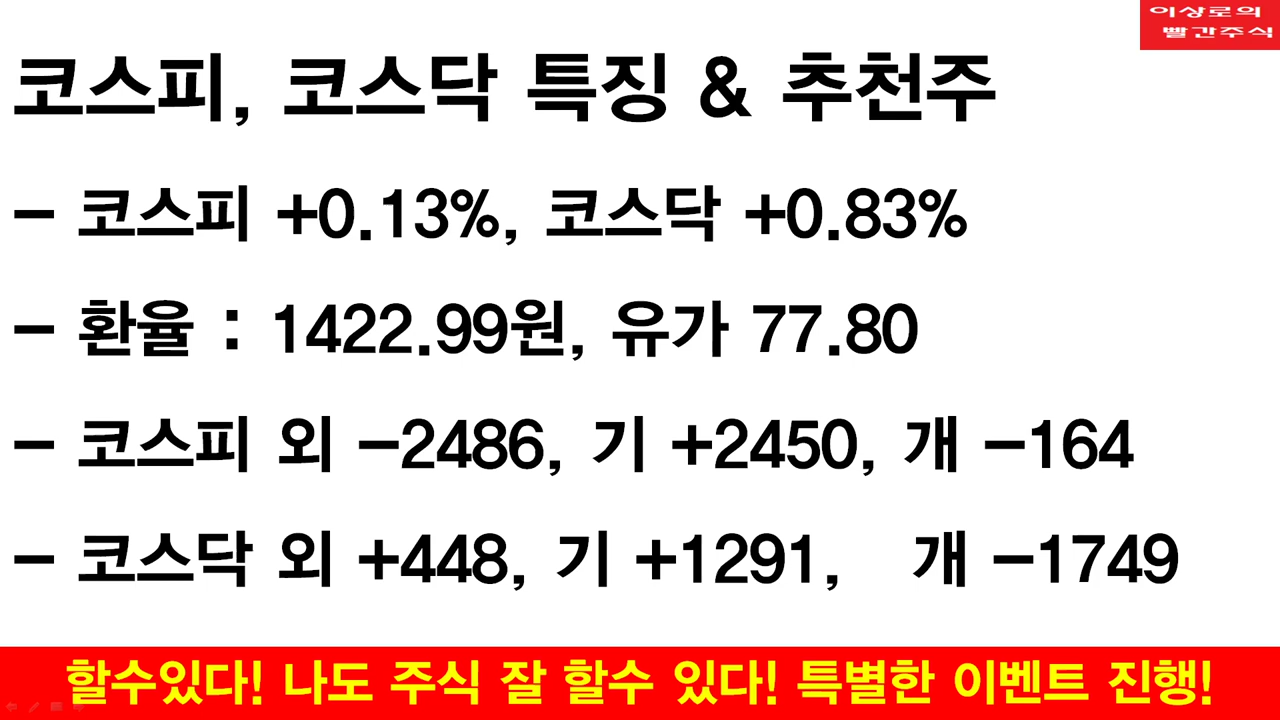 이상로의
빨간주식
코스피, 코스닥 특징 & 추천주
- 코스피 +0.13%, 코스닥 +0.83%
- 환율 : 1422.99원, 유가 77.80
- 코스피 외 -2486, 기 +2450, 개 -164
- 코스닥 외 +448, 기 +1291, 개 -1749
할수있다! 나도 주식 잘 할수 있다! 특별한 이벤트 진행!